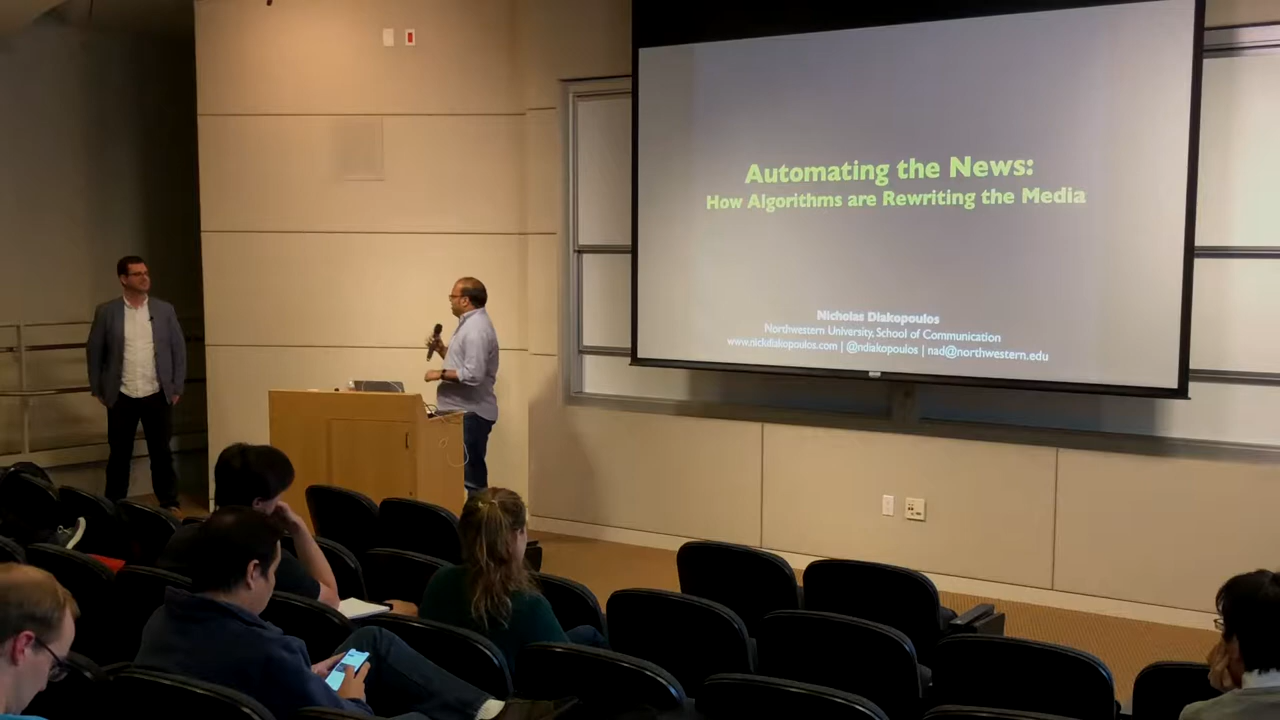 Automating the News:
How Algorithms are Rewriting the Media
Nicholas Diakopoulos
Northwestern University, School of Communication
www.nickdiakopoulos.com | @ndiakopoulos | nad@northwestern.edu